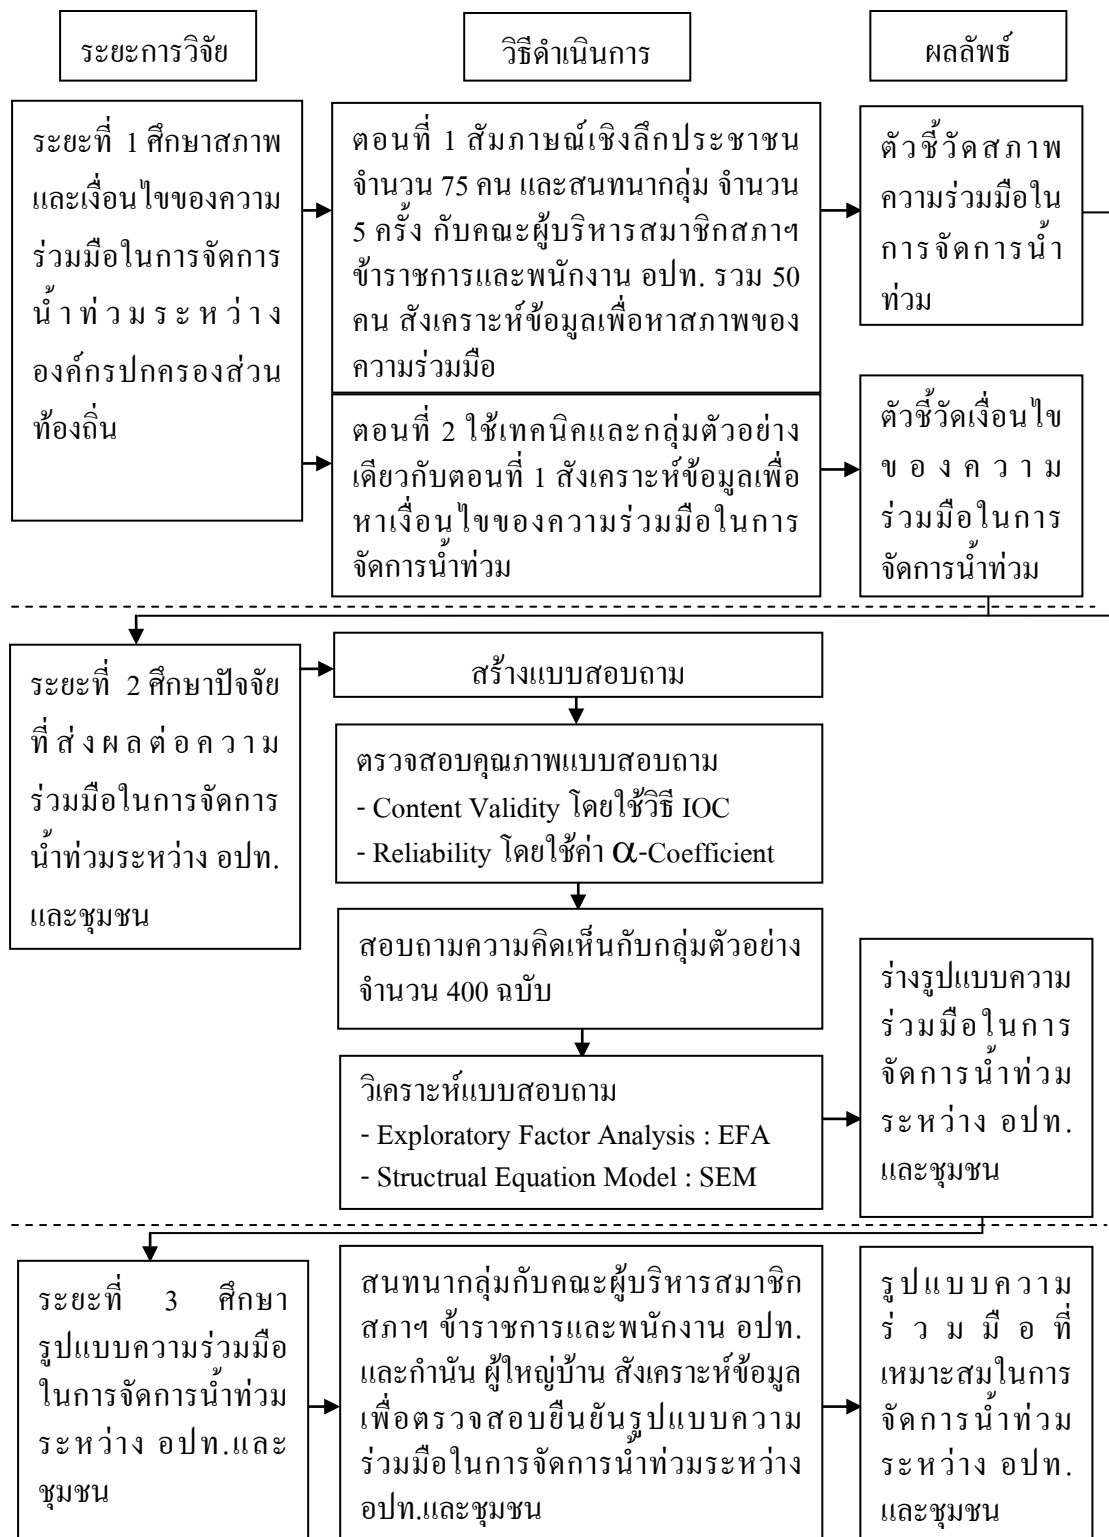 ระยะการวิจัย
วิธีดำเนินการ
ผลลัพธ์
ระยะที่ 1 ศึกษาสภาพ
และเงื่อนไขของความ
ร่วมมือในการจัดการ
น้ำท่วมระหว่าง
องค์กรปกครองส่วน
ท้องถิ่น
ตอนที่ 1 สัมภาษณ์เชิงลึกประชาชน
จำนวน 75 คน และสนทนากลุ่ม จำนวน
5 ครั้ง กับคณะผู้บริหารสมาชิกสภาฯ
ข้าราชการและพนักงาน อปท. รวม 50
คน สังเคราะห์ข้อมูลเพื่อหาสภาพของ
ความร่วมมือ
ตัวชี้วัดสภาพ
ความร่วมมือใน
การจัดการน้ำ
ท่วม
ตอนที่ 2 ใช้เทคนิคและกลุ่มตัวอย่าง
เดียวกับตอนที่ 1 สังเคราะห์ข้อมูลเพื่อ
หาเงื่อนไขของความร่วมมือในการ
จัดการน้ำท่วม
ตัวชี้วัดเงื่อนไข
ของความ
ร่วมมือในการ
จัดการน้ำท่วม
ระยะที่ 2 ศึกษาปัจจัย
ที่ส่งผลต่อความ
ร่วมมือในการจัดการ
น้ำท่วมระหว่าง อปท.
และชุมชน
สร้างแบบสอบถาม
ตรวจสอบคุณภาพแบบสอบถาม
- Content Validity โดยใช้วิธี IOC
- Reliability โดยใช้ค่า α-Coefficient
สอบถามความคิดเห็นกับกลุ่มตัวอย่าง
จำนวน 400 ฉบับ
วิเคราะห์แบบสอบถาม
- Exploratory Factor Analysis : EFA
- Structrual Equation Model : SEM
ร่างรูปแบบความ
ร่วมมือในการ
จัดการน้ำท่วม
ระหว่าง อปท.
และชุมชน
ระยะที่ 3 ศึกษา
รูปแบบความร่วมมือ
ในการจัดการน้ำท่วม
ระหว่าง อปท.และ
ชุมชน
สนทนากลุ่มกับคณะผู้บริหารสมาชิก
สภาฯ ข้าราชการและพนักงาน อปท.
และกำนัน ผู้ใหญ่บ้าน สังเคราะห์ข้อมูล
เพื่อตรวจสอบยืนยันรูปแบบความ
ร่วมมือในการจัดการน้ำท่วมระหว่าง
อปท.และชุมชน
รูปแบบความ
ร่วมมือที่
เหมาะสมในการ
จัดการน้ำท่วม
ระหว่าง อปท.
และชุมชน